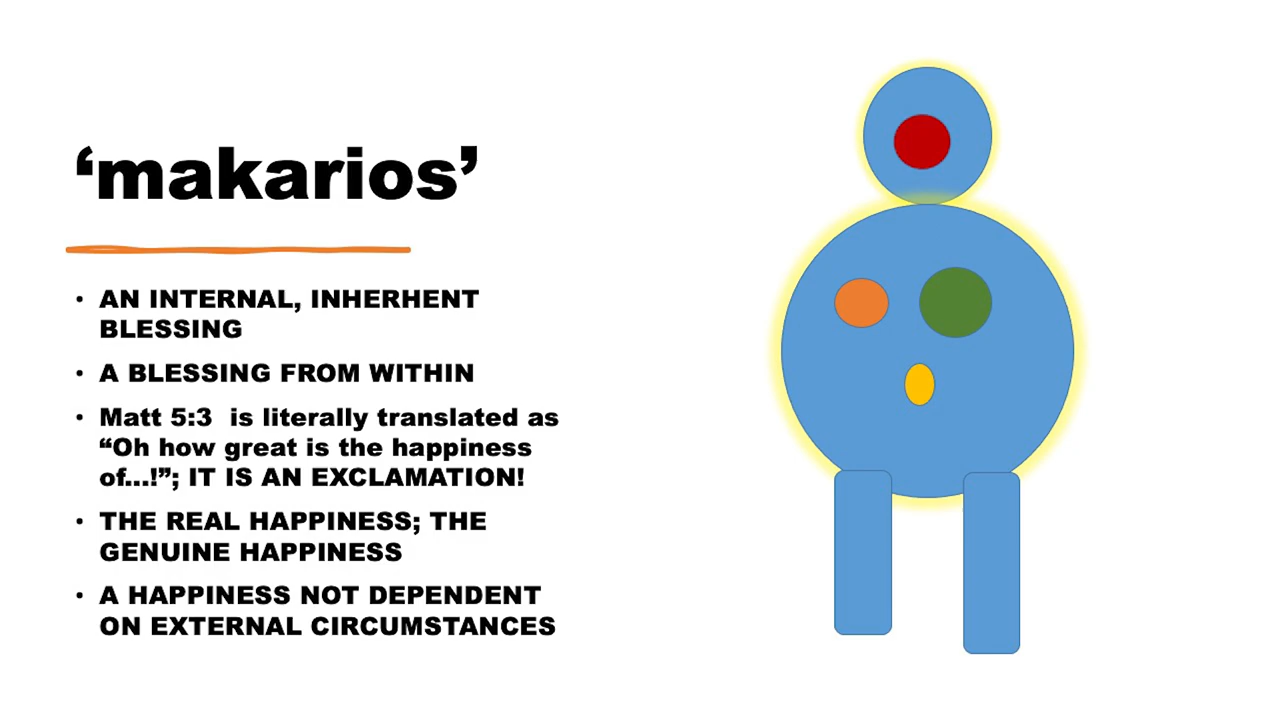 ‘makarios’
• AN INTERNAL, INHERHENT
BLESSING
• A BLESSING FROM WITHIN
• Matt 5:3  is literally translated as
“Oh how great is the happiness
of...!”; IT IS AN EXCLAMATION!
• THE REAL HAPPINESS; THE
GENUINE HAPPINESS
• A HAPPINESS NOT DEPENDENT
ON EXTERNAL CIRCUMSTANCES